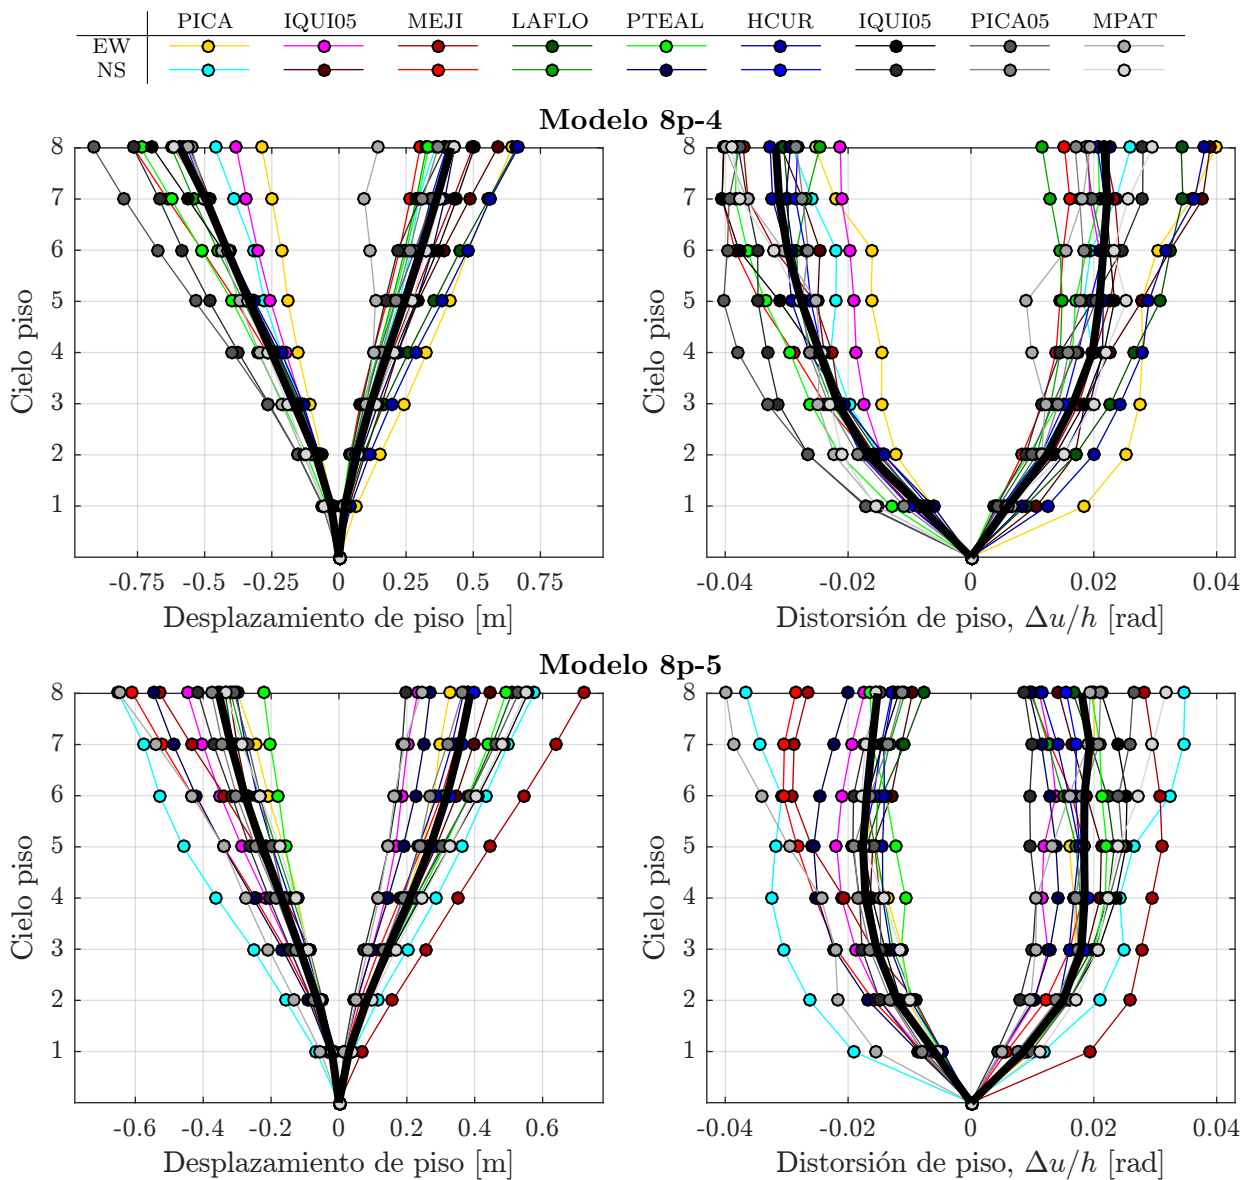 PICA IQUI05 MEJI LAFLO PTEAL HCUR IQUI05 PICA05 MPAT
EW
NS
Modelo 8p-4
8
7
6
5
4
3
2
1
Cielo piso
-0.75 -0.5 -0.25 0 0.25 0.5 0.75
Desplazamiento de piso [m]
8
7
6
5
4
3
2
1
Cielo piso
-0.04 -0.02 0 0.02 0.04
Distorsión de piso, Δu/h [rad]
Modelo 8p-5
8
7
6
5
4
3
2
1
Cielo piso
-0.6 -0.4 -0.2 0 0.2 0.4 0.6
Desplazamiento de piso [m]
8
7
6
5
4
3
2
1
Cielo piso
-0.04 -0.02 0 0.02 0.04
Distorsión de piso, Δu/h [rad]